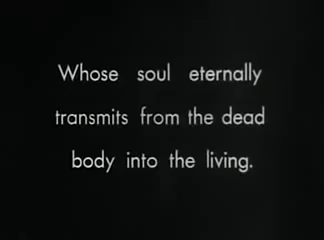 Whose soul eternally
transmits from the dead
body into the living.